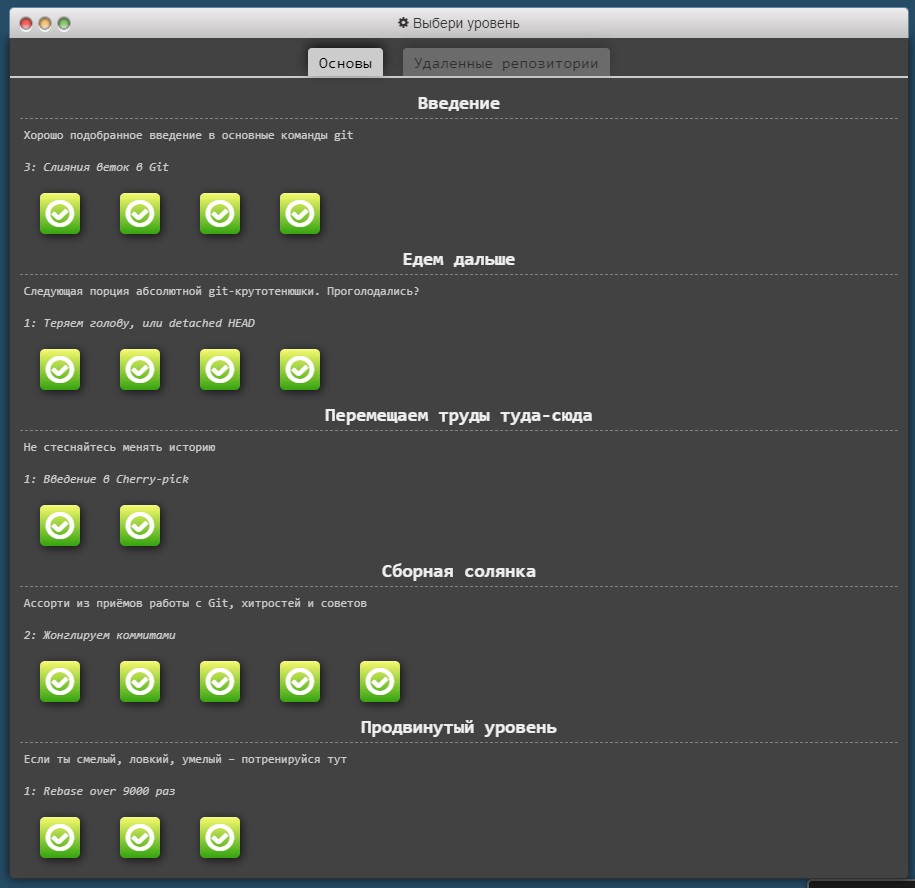 Выбери уровень
Основы
Удаленные репозитории
Введение
Хорошо подобранное введение в основные команды git
3: Слияния веток в Git
Едем дальше
Следующая порция абсолютной git-крутотенюшки. Проголодались?
1: Теряем голову, или detached HEAD
Перемещаем труды туда-сюда
Не стесняйтесь менять историю
1: Введение в Cherry-pick
Сборная солянка
Ассорти из приёмов работы с Git, хитростей и советов
2: Жонглируем коммитами
Продвинутый уровень
Если ты смелый, ловкий, умелый – потренируйся тут
1: Rebase over 9000 раз